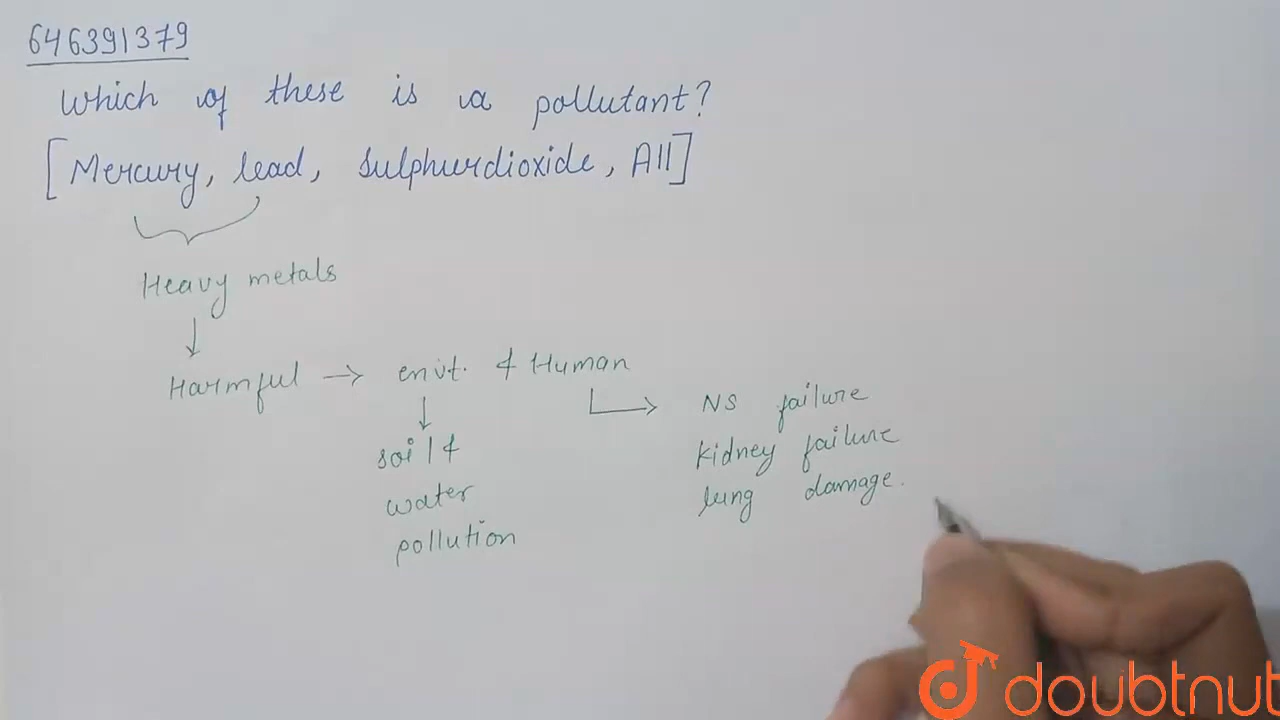 646391379
Which of these is a pollutant?
[Mercury, lead, Sulphurdioxide, All]
Heavy metals
Harmful → envt. & Human
soil &
water
pollution
NS failure
kidney failure
lung damage.
doubtnut